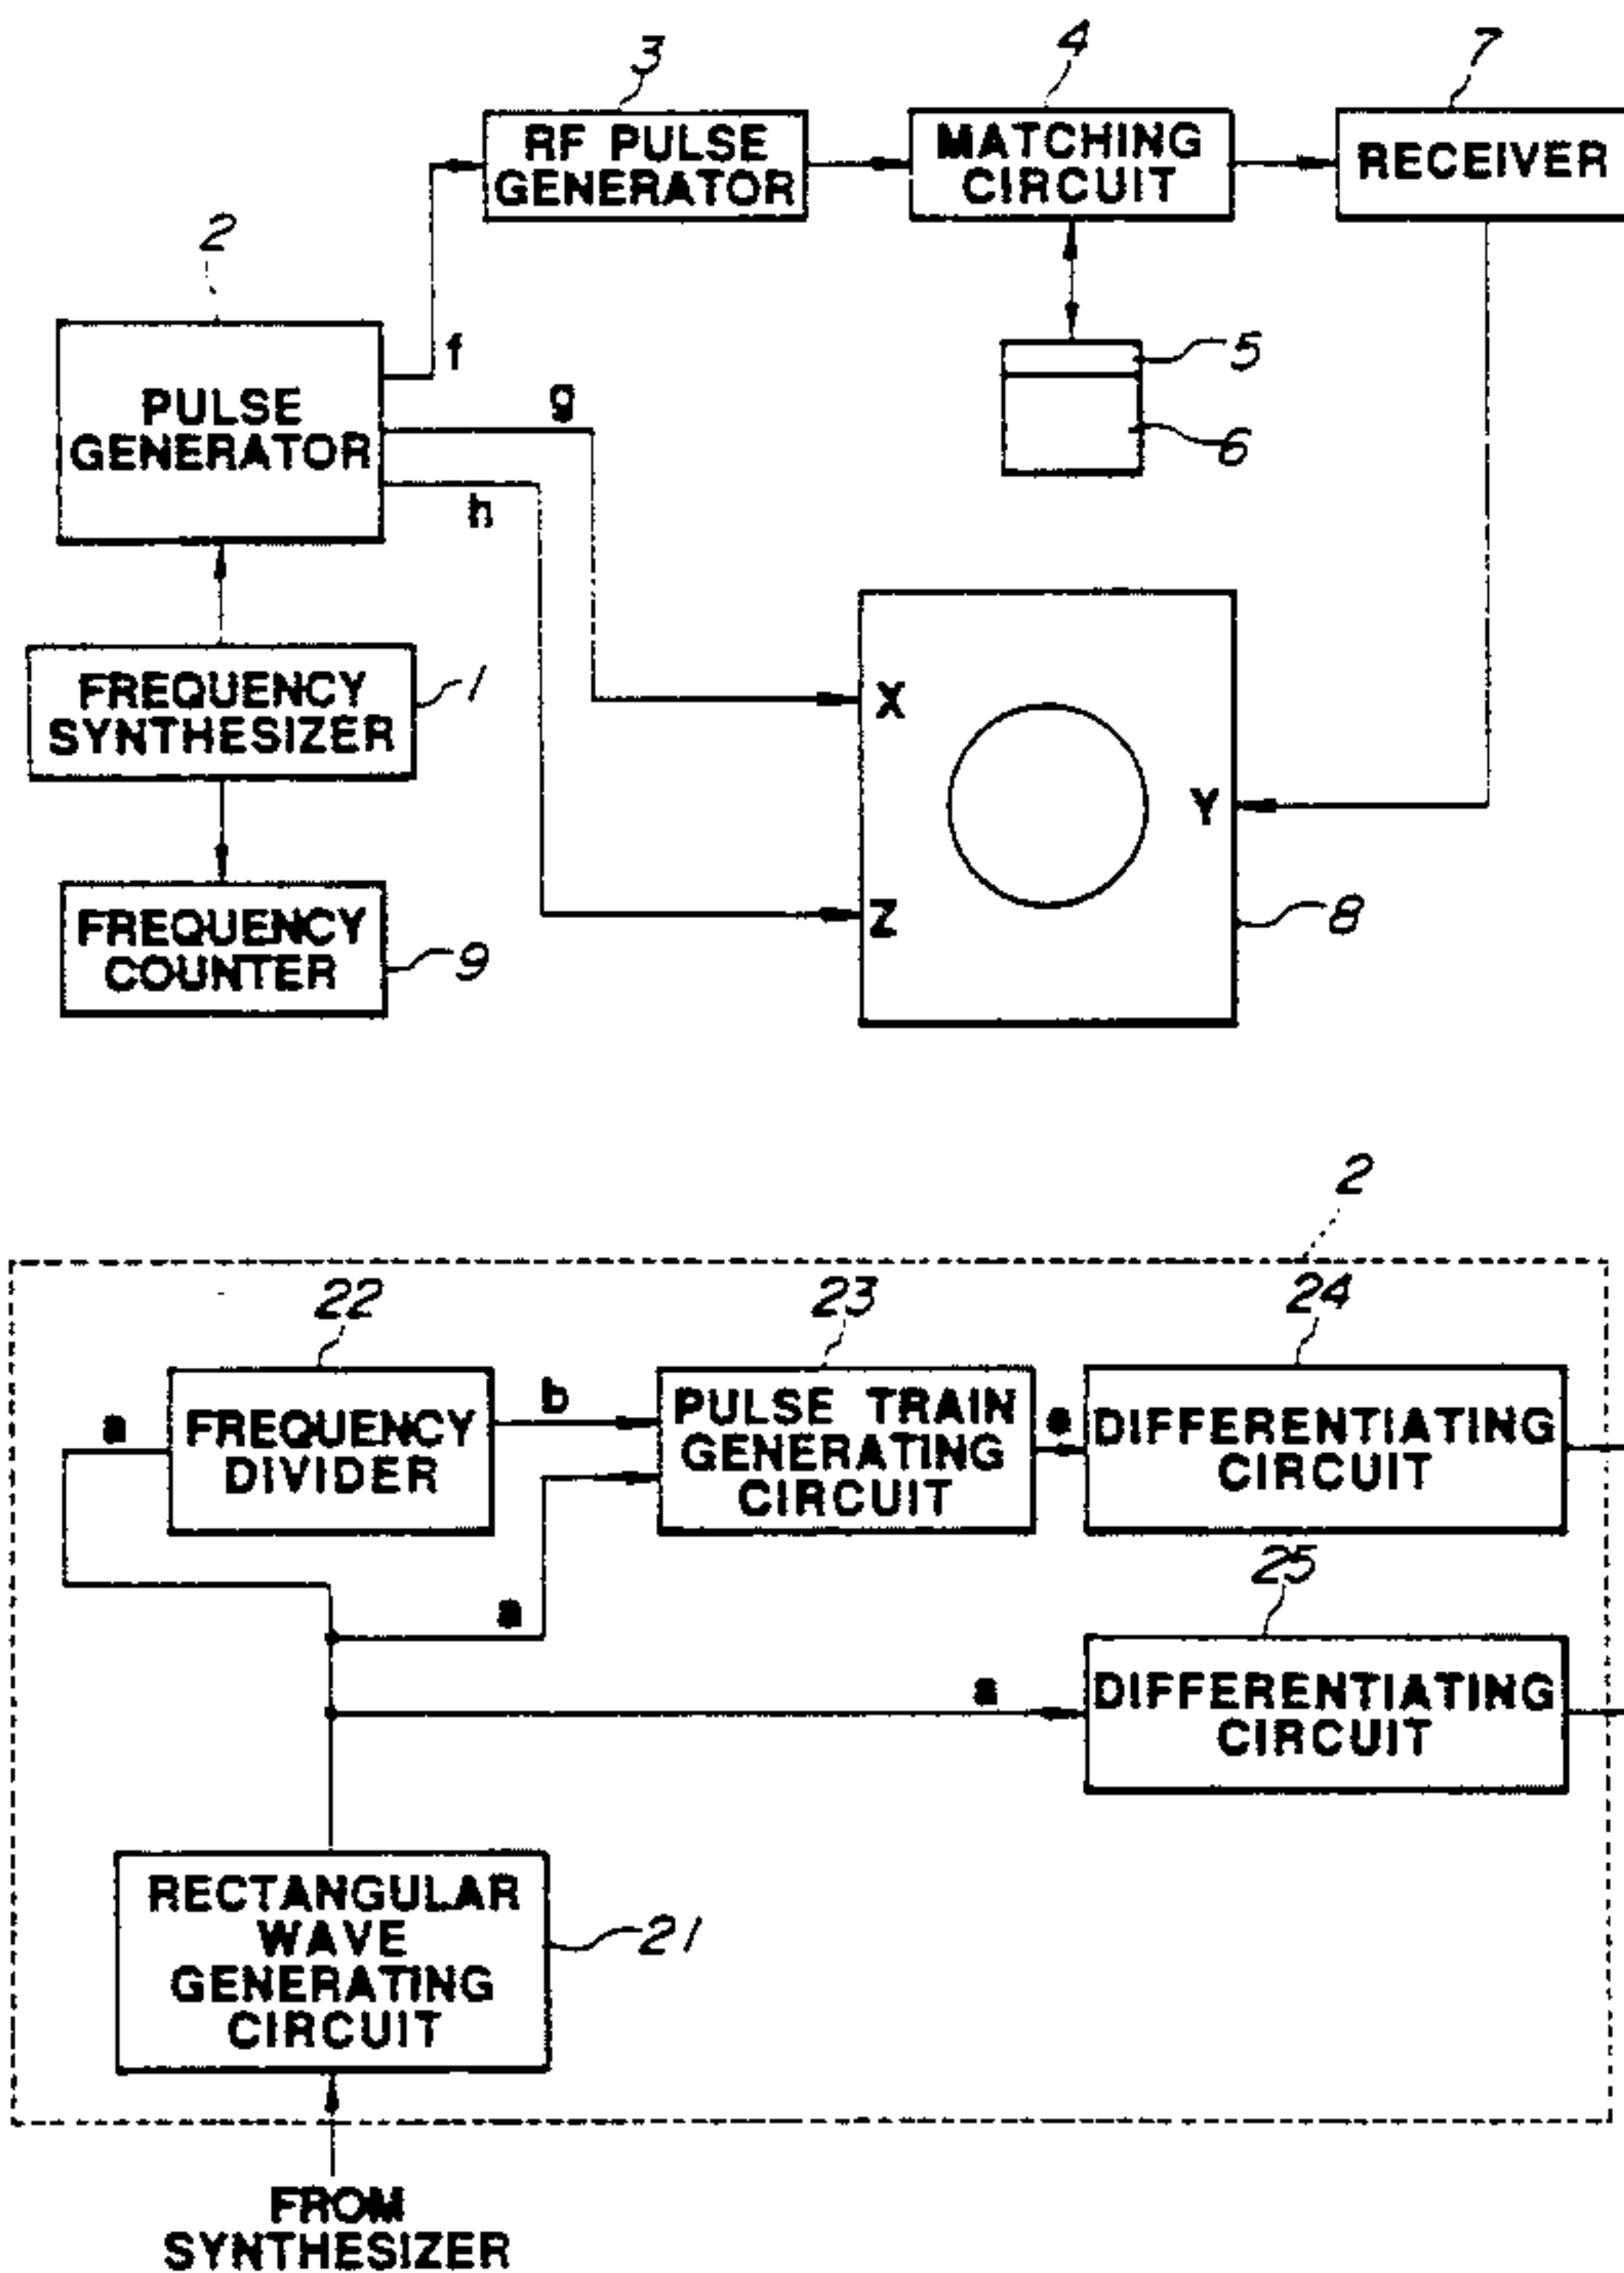 3
4
7
RF PULSE
GENERATOR
MATCHING
CIRCUIT
RECEIVER
2
f
5
PULSE
GENERATOR
g
6
h
FREQUENCY
SYNTHESIZER
1
X
Y
Z
8
FREQUENCY
COUNTER
9
2
22
23
24
a
FREQUENCY
DIVIDER
b
PULSE TRAIN
GENERATING
CIRCUIT
e
DIFFERENTIATING
CIRCUIT
25
a
a
DIFFERENTIATING
CIRCUIT
RECTANGULAR
WAVE
GENERATING
CIRCUIT
21
FROM
SYNTHESIZER